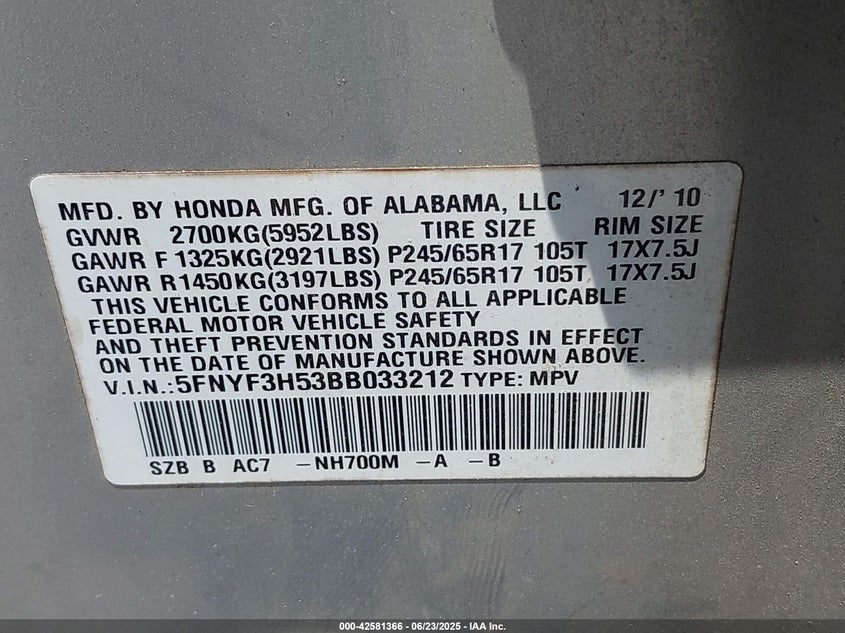 MFD. BY HONDA MFG. OF ALABAMA, LLC 12/' 10
GVWR 2700KG(5952LBS) TIRE SIZE RIM SIZE
GAWR F 1325KG(2921LBS) P245/65R17 105T 17X7.5J
GAWR R1450KG(3197LBS) P245/65R17 105T 17X7.5J
THIS VEHICLE CONFORMS TO ALL APPLICABLE
FEDERAL MOTOR VEHICLE SAFETY
AND THEFT PREVENTION STANDARDS IN EFFECT
ON THE DATE OF MANUFACTURE SHOWN ABOVE.
V.I.N.:5FNYF3H53BB033212 TYPE: MPV
SZB B AC7 -NH700M -A -B
000-42581366 - 06/23/2025 - IAA Inc.